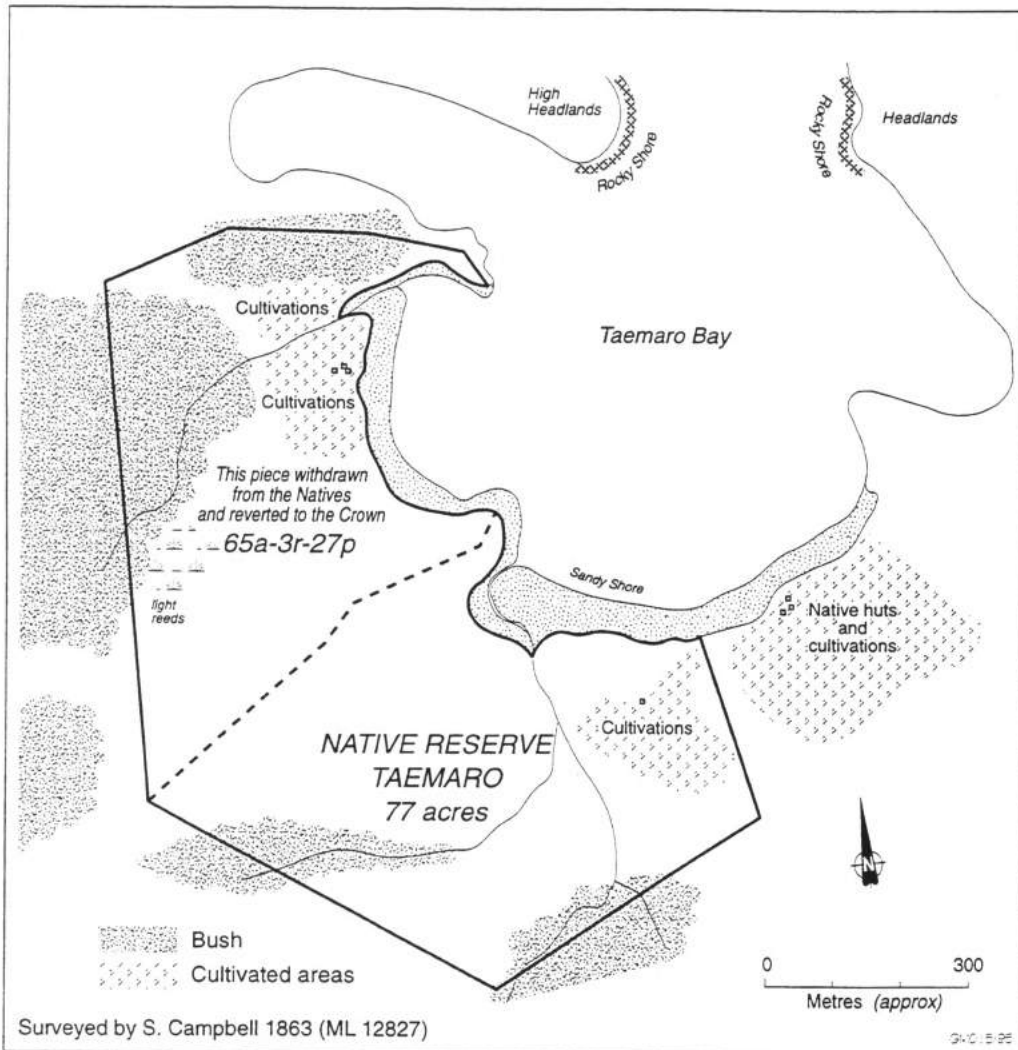 High
Headlands
Rocky Shore
Rocky Shore
Headlands
Cultivations
Taemaro Bay
Cultivations
This piece withdrawn
from the Natives
and reverted to the Crown
65a-3r-27p
light
reeds
Sandy Shore
Native huts
and
cultivations
Cultivations
NATIVE RESERVE
TAEMARO
77 acres
N
Bush
Cultivated areas
0 300
Metres (approx)
Surveyed by S. Campbell 1863 (ML 12827)